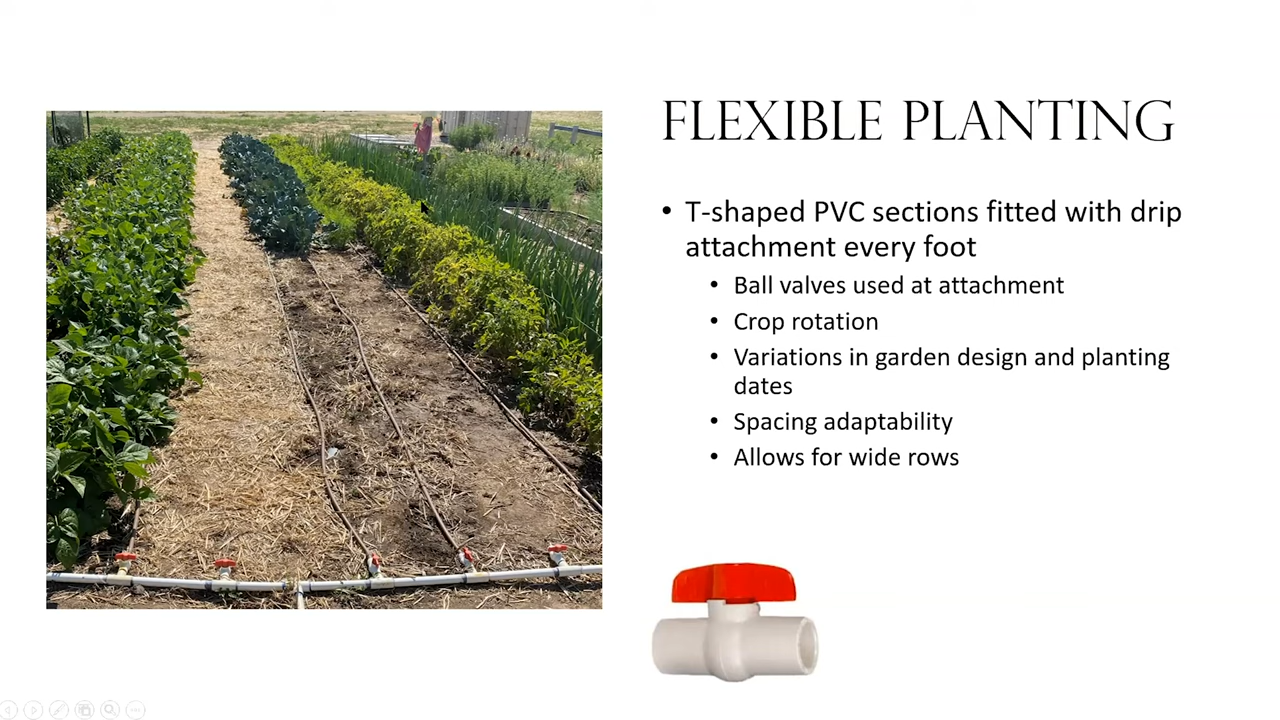 FLEXIBLE PLANTING
• T-shaped PVC sections fitted with drip
attachment every foot
• Ball valves used at attachment
• Crop rotation
• Variations in garden design and planting
dates
• Spacing adaptability
• Allows for wide rows